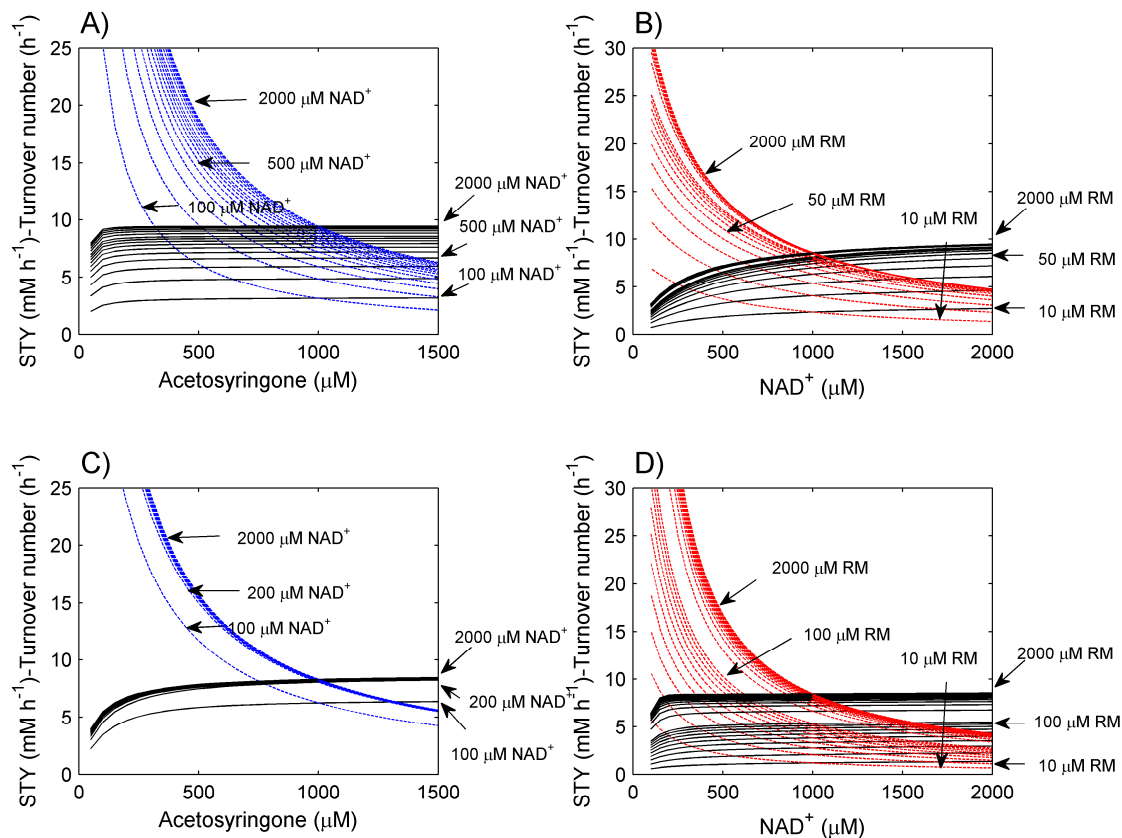 A)
STY (mM h⁻¹)-Turnover number (h⁻¹)
25
20
15
10
5
0
2000 μM NAD⁺
500 μM NAD⁺
100 μM NAD⁺
2000 μM NAD⁺
500 μM NAD⁺
100 μM NAD⁺
500
1000
1500
Acetosyringone (μM)
B)
STY (mM h⁻¹)-Turnover number (h⁻¹)
30
25
20
15
10
5
0
2000 μM RM
50 μM RM
10 μM RM
2000 μM RM
50 μM RM
10 μM RM
500
1000
1500
2000
NAD⁺ (μM)
C)
STY (mM h⁻¹)-Turnover number (h⁻¹)
25
20
15
10
5
0
2000 μM NAD⁺
200 μM NAD⁺
100 μM NAD⁺
2000 μM NAD⁺
200 μM NAD⁺
100 μM NAD⁺
0
500
1000
1500
Acetosyringone (μM)
D)
STY (mM h⁻¹)-Turnover number (h⁻¹)
30
25
20
15
10
5
0
2000 μM RM
100 μM RM
10 μM RM
2000 μM RM
100 μM RM
10 μM RM
0
500
1000
1500
2000
NAD⁺ (μM)